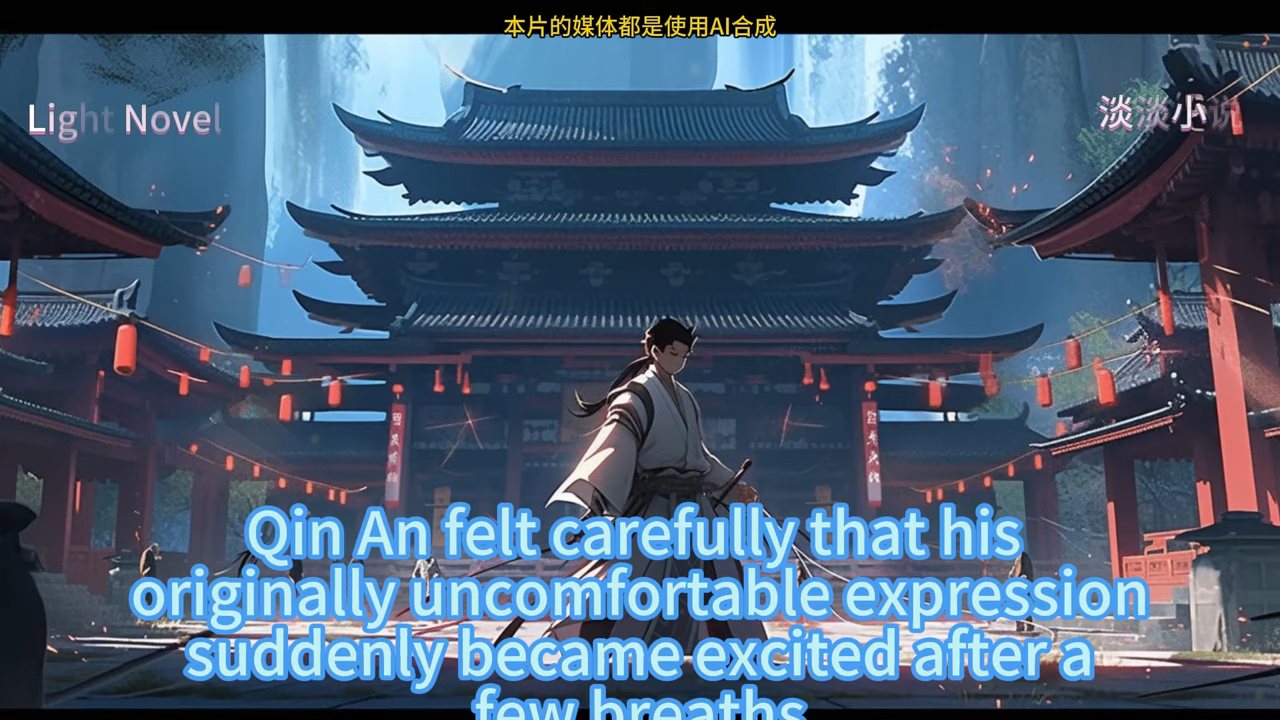 本片的媒体都是使用AI合成
Light Novel
淡淡小说
Qin An felt carefully that his
originally uncomfortable expression
suddenly became excited after a
few breaths